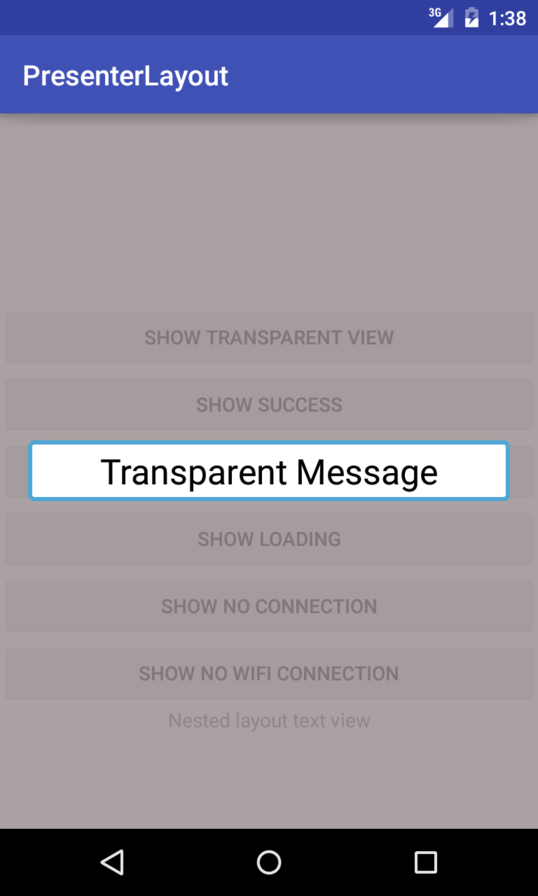 3G 1:38
PresenterLayout
SHOW TRANSPARENT VIEW
SHOW SUCCESS
Transparent Message
SHOW LOADING
SHOW NO CONNECTION
SHOW NO WIFI CONNECTION
Nested layout text view